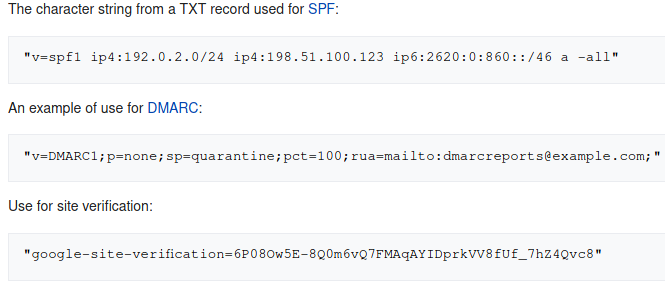 The character string from a TXT record used for SPF:
"v=spf1 ip4:192.0.2.0/24 ip4:198.51.100.123 ip6:2620:0:860::/46 a -all"
An example of use for DMARC:
"v=DMARC1;p=none;sp=quarantine;pct=100;rua=mailto:dmarcreports@example.com;"
Use for site verification:
"google-site-verification=6P08Ow5E-8Q0m6vQ7FMAqAYIDprkVV8fUf_7hZ4Qvc8"